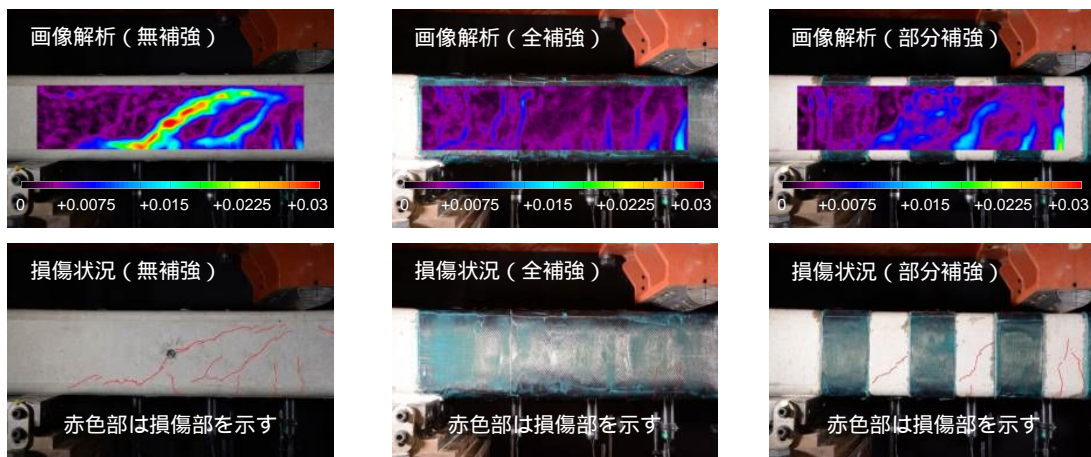 画像解析(無補強)
0 +0.0075 +0.015 +0.0225 +0.03
画像解析(全補強)
0 +0.0075 +0.015 +0.0225 +0.03
画像解析(部分補強)
0 +0.0075 +0.015 +0.0225 +0.03
損傷状況(無補強)
赤色部は損傷部を示す
損傷状況(全補強)
赤色部は損傷部を示す
損傷状況(部分補強)
赤色部は損傷部を示す